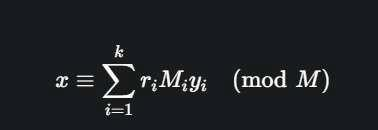 x ≡ ∑_{i=1}^{k} r_i M_i y_i (mod M)